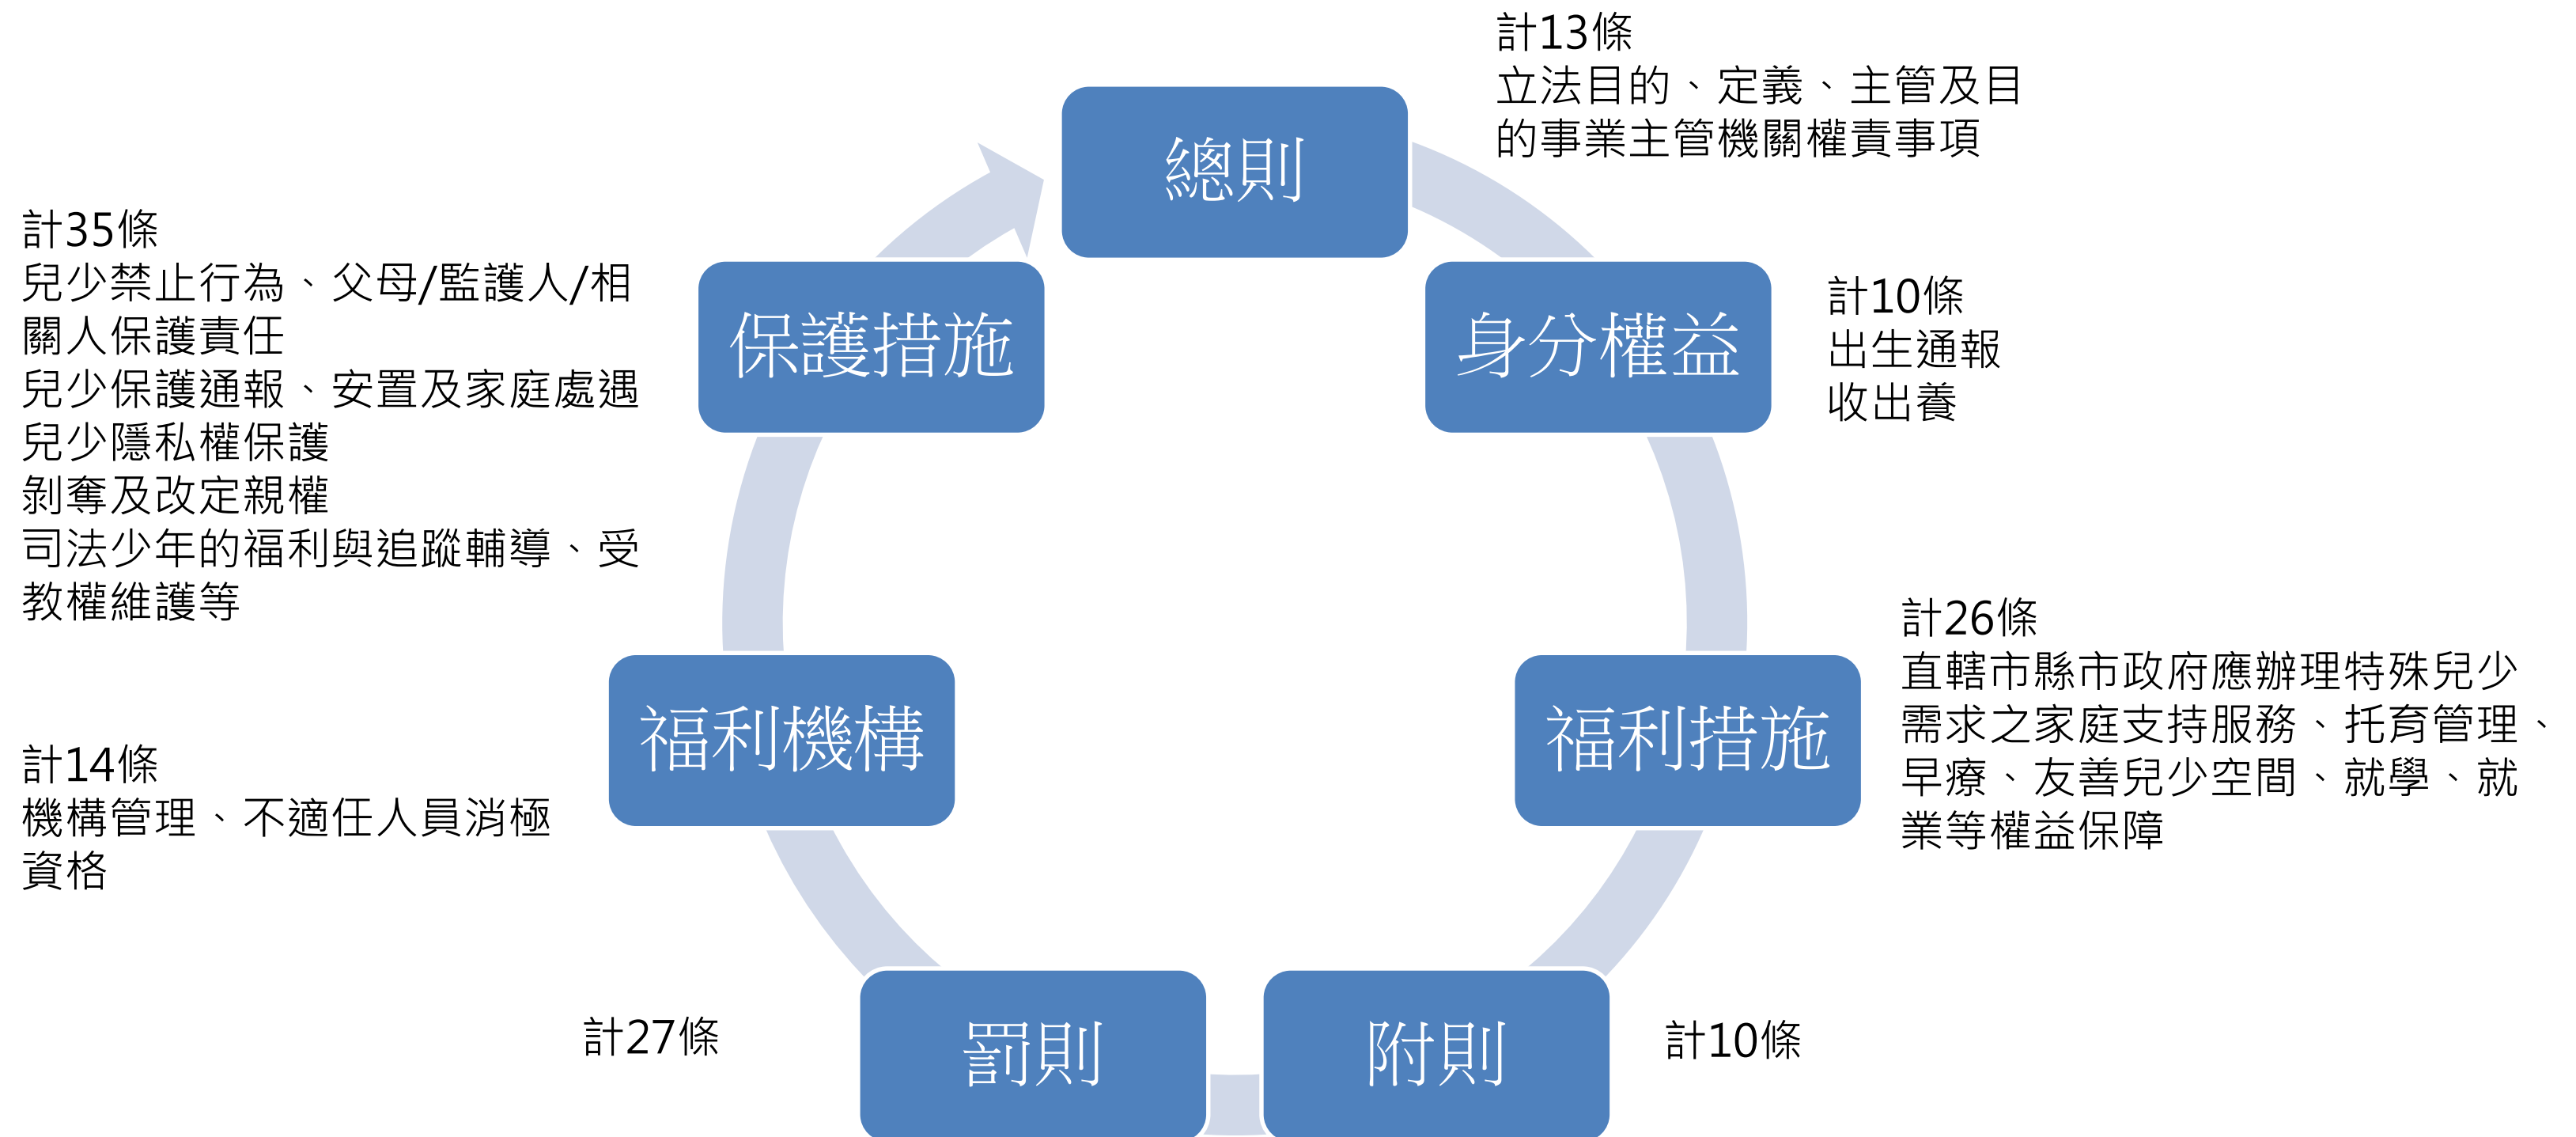 總則
計13條
立法目的、定義、主管及目
的事業主管機關權責事項
身分權益
計10條
出生通報
收出養
福利措施
計26條
直轄市縣市政府應辦理特殊兒少
需求之家庭支持服務、托育管理、
早療、友善兒少空間、就學、就
業等權益保障
附則
計10條
罰則
計27條
福利機構
計14條
機構管理、不適任人員消極
資格
保護措施
計35條
兒少禁止行為、父母/監護人/相
關人保護責任
兒少保護通報、安置及家庭處遇
兒少隱私權保護
剝奪及改定親權
司法少年的福利與追蹤輔導、受
教權維護等